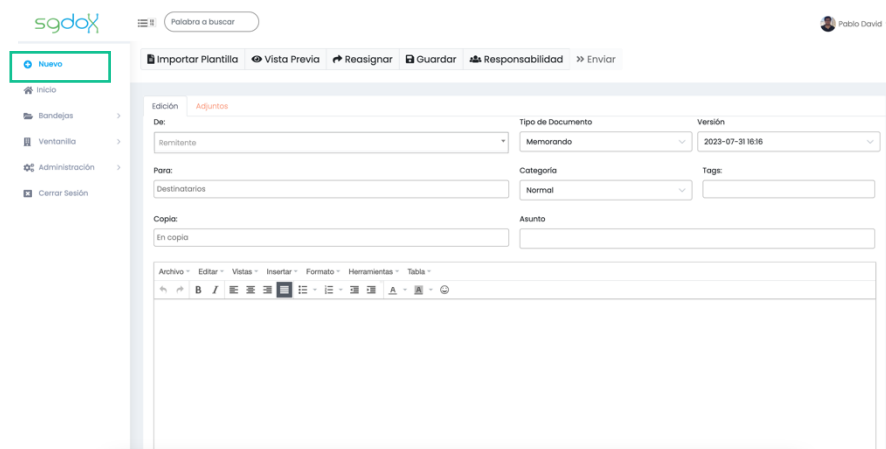 sgdoX
Palabra a buscar
Pablo David
Nuevo
Inicio
Bandejas
Ventanilla
Administración
Cerrar Sesión
Importar Plantilla Vista Previa Reasignar Guardar Responsabilidad Enviar
Edición Adjuntos
De: Tipo de Documento Versión
Remitente Memorando 2023-07-31 16:16
Para: Categoría Tags:
Destinatarios Normal
Copia: Asunto
En copia
Archivo Editar Vistas Insertar Formato Herramientas Tabla
B I A A